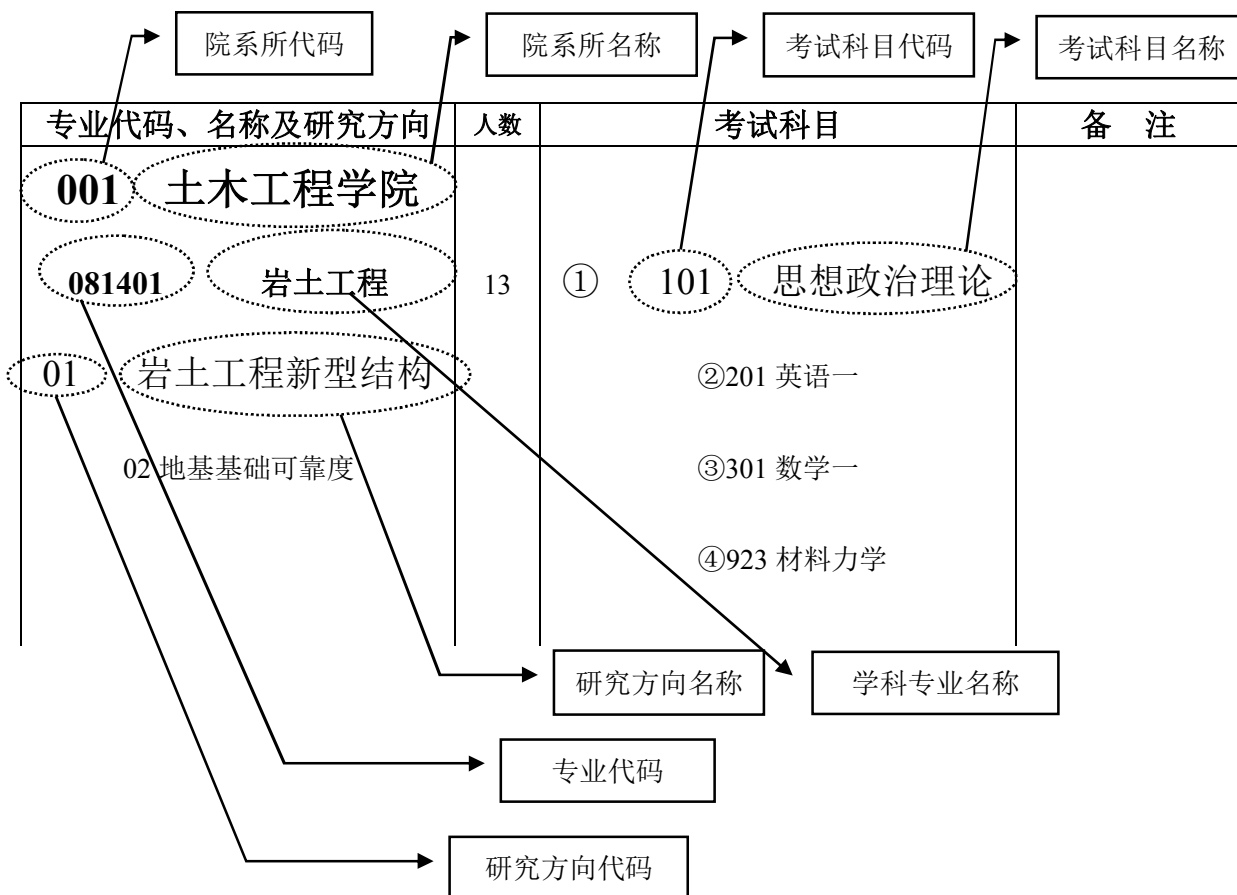 院系所代码 院系所名称 考试科目代码 考试科目名称
专业代码、名称及研究方向 人数 考试科目 备 注
001 土木工程学院
081401 岩土工程 13 ① 101 思想政治理论
01 岩土工程新型结构 ②201 英语一
02 地基基础可靠度 ③301 数学一
④923 材料力学
研究方向名称 学科专业名称
专业代码
研究方向代码